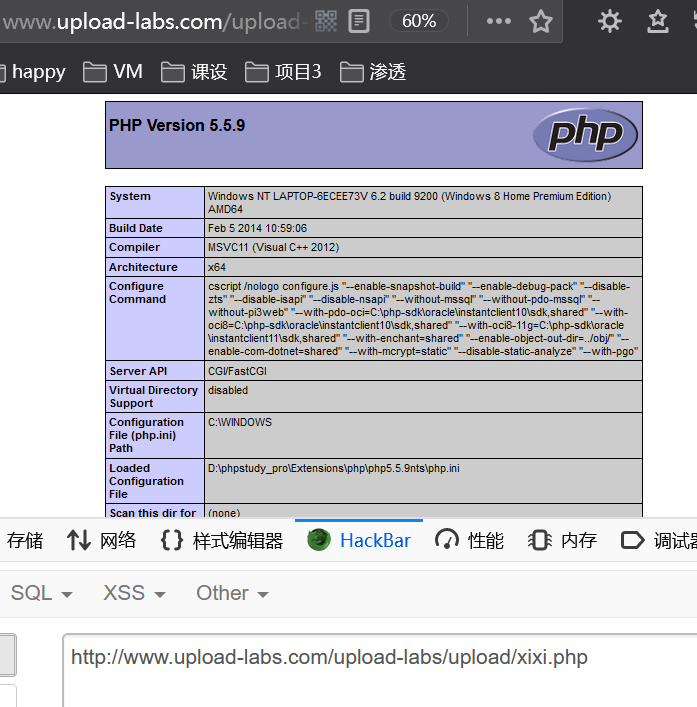 www.upload-labs.com/upload- 60%
happy VM 课设 项目3 渗透
PHP Version 5.5.9 php
System Windows NT LAPTOP-6ECEE73V 6.2 build 9200 (Windows 8 Home Premium Edition)
AMD64
Build Date Feb 5 2014 10:59:06
Compiler MSVC11 (Visual C++ 2012)
Architecture x64
Configure cscript /nologo configure.js "--enable-snapshot-build" "--enable-debug-pack" "--disable-
Command zts" "--disable-isapi" "--disable-nsapi" "--without-mssql" "--without-pdo-mssql" "--
without-pi3web" "--with-pdo-oci=C:\php-sdk\oracle\instantclient10\sdk,shared" "--with-
oci8=C:\php-sdk\oracle\instantclient10\sdk,shared" "--with-oci8-11g=C:\php-sdk\oracle
\instantclient11\sdk,shared" "--with-enchant=shared" "--enable-object-out-dir=../obj/" "--
enable-com-dotnet=shared" "--with-mcrypt=static" "--disable-static-analyze" "--with-pgo"
Server API CGI/FastCGI
Virtual Directory disabled
Support
Configuration C:\WINDOWS
File (php.ini)
Path
Loaded D:\phpstudy_pro\Extensions\php\php5.5.9nts\php.ini
Configuration
File
Scan this dir for (none)
存储 网络 样式编辑器 HackBar 性能 内存 调试器
SQL XSS Other
http://www.upload-labs.com/upload-labs/upload/xixi.php